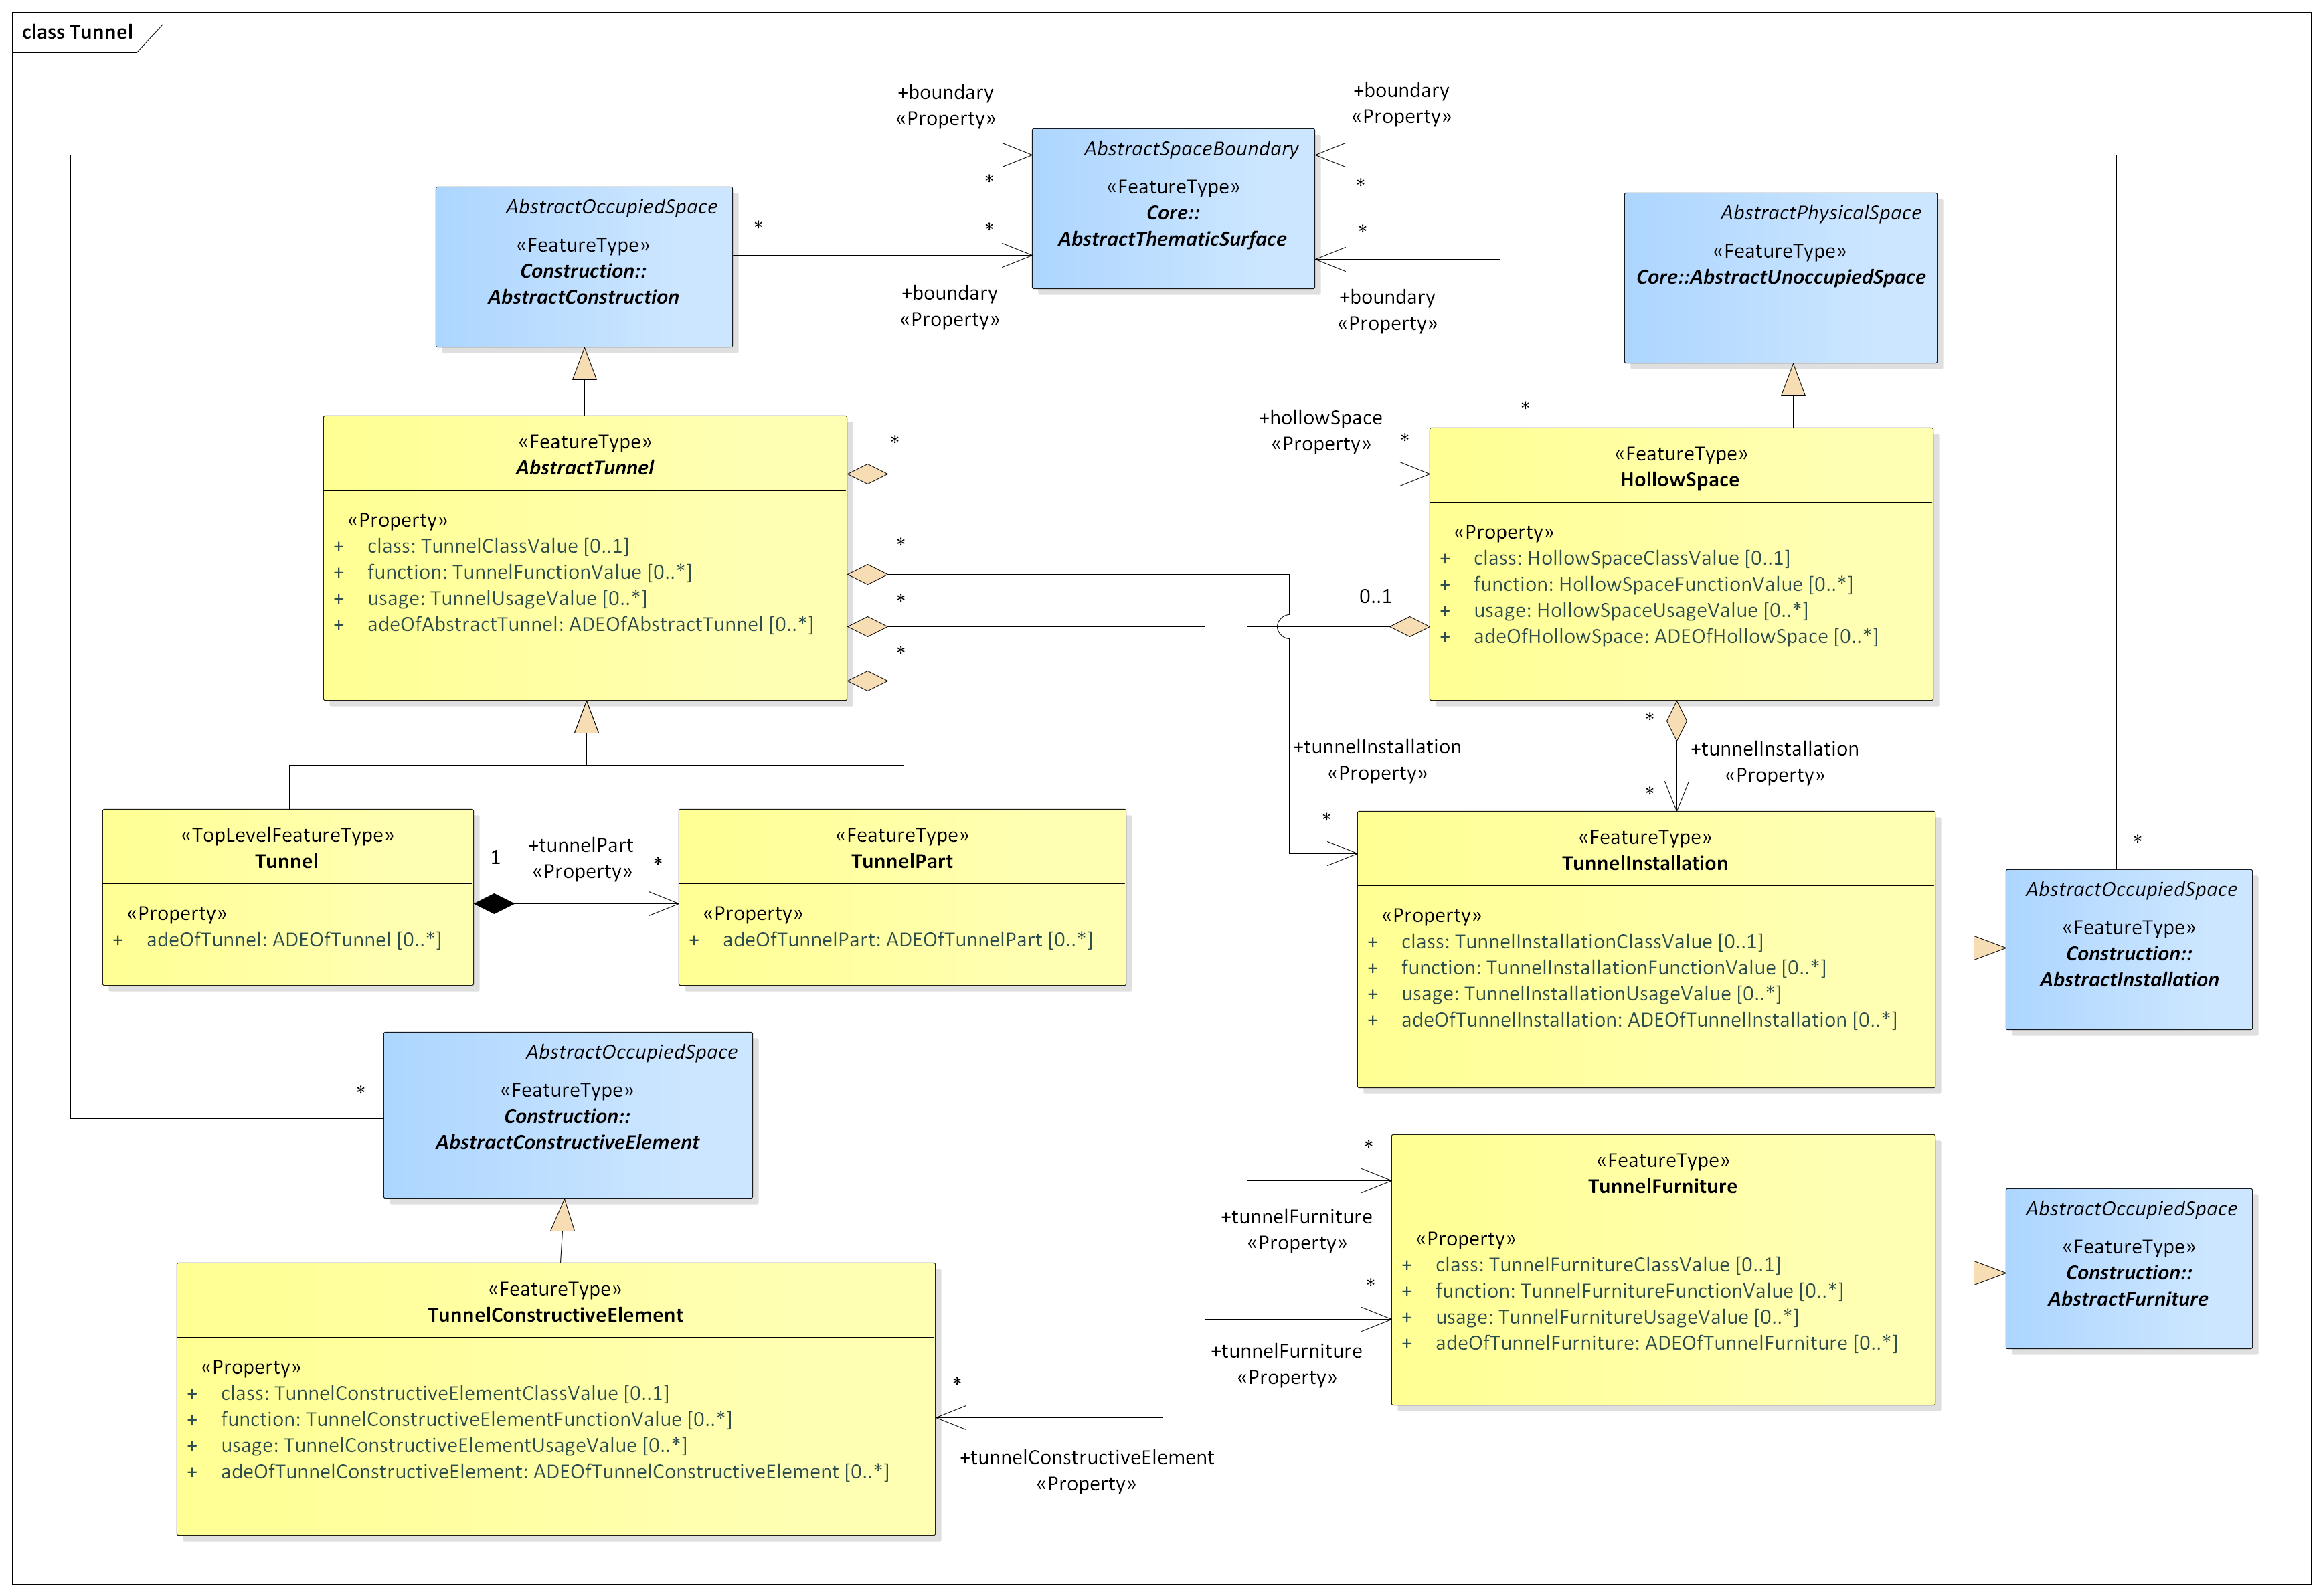 class Tunnel
+boundary
«Property»
*
+boundary
«Property»
*
AbstractSpaceBoundary
«FeatureType»
Core::
AbstractThematicSurface
AbstractOccupiedSpace
«FeatureType»
Construction::
AbstractConstruction
*
*
+boundary
«Property»
*
+boundary
«Property»
*
AbstractPhysicalSpace
«FeatureType»
Core::AbstractUnoccupiedSpace
«FeatureType»
AbstractTunnel
«Property»
+ class: TunnelClassValue [0..1]
+ function: TunnelFunctionValue [0..*]
+ usage: TunnelUsageValue [0..*]
+ adeOfAbstractTunnel: ADEOfAbstractTunnel [0..*]
*
+hollowSpace
«Property»
*
*
*
*
0..1
«FeatureType»
HollowSpace
«Property»
+ class: HollowSpaceClassValue [0..1]
+ function: HollowSpaceFunctionValue [0..*]
+ usage: HollowSpaceUsageValue [0..*]
+ adeOfHollowSpace: ADEOfHollowSpace [0..*]
+tunnelInstallation
«Property»
*
*
+tunnelInstallation
«Property»
*
«TopLevelFeatureType»
Tunnel
«Property»
+ adeOfTunnel: ADEOfTunnel [0..*]
1
+tunnelPart
«Property»
*
«FeatureType»
TunnelPart
«Property»
+ adeOfTunnelPart: ADEOfTunnelPart [0..*]
«FeatureType»
TunnelInstallation
«Property»
+ class: TunnelInstallationClassValue [0..1]
+ function: TunnelInstallationFunctionValue [0..*]
+ usage: TunnelInstallationUsageValue [0..*]
+ adeOfTunnelInstallation: ADEOfTunnelInstallation [0..*]
*
AbstractOccupiedSpace
«FeatureType»
Construction::
AbstractInstallation
*
AbstractOccupiedSpace
«FeatureType»
Construction::
AbstractConstructiveElement
*
+tunnelFurniture
«Property»
*
+tunnelFurniture
«Property»
«FeatureType»
TunnelFurniture
«Property»
+ class: TunnelFurnitureClassValue [0..1]
+ function: TunnelFurnitureFunctionValue [0..*]
+ usage: TunnelFurnitureUsageValue [0..*]
+ adeOfTunnelFurniture: ADEOfTunnelFurniture [0..*]
AbstractOccupiedSpace
«FeatureType»
Construction::
AbstractFurniture
«FeatureType»
TunnelConstructiveElement
«Property»
+ class: TunnelConstructiveElementClassValue [0..1]
+ function: TunnelConstructiveElementFunctionValue [0..*]
+ usage: TunnelConstructiveElementUsageValue [0..*]
+ adeOfTunnelConstructiveElement: ADEOfTunnelConstructiveElement [0..*]
*
+tunnelConstructiveElement
«Property»